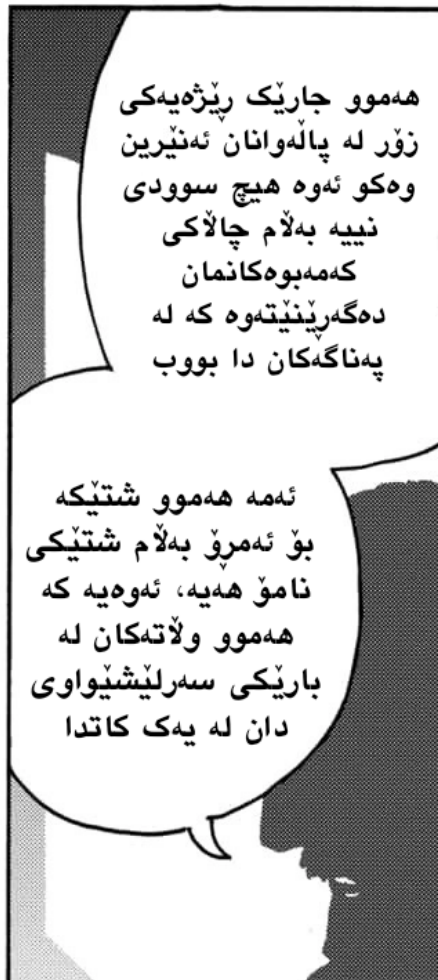 هەموو جارێک ڕێژەیەکی
زۆر لە پاڵەوانان ئەنێرین
وەکو ئەوە هیچ سوودی
نییە بەڵام چاڵاکی
کەمەبوەکانمان
دەگەڕێنێتەوە کە لە
پەناگەکان دا بووب
ئەمە هەموو شتێکە
بۆ ئەمڕۆ بەڵام شتێکی
نامۆ هەیە، ئەوەیە کە
هەموو وڵاتەکان لە
بارێکی سەرلێشێواوی
دان لە یەک کاتدا